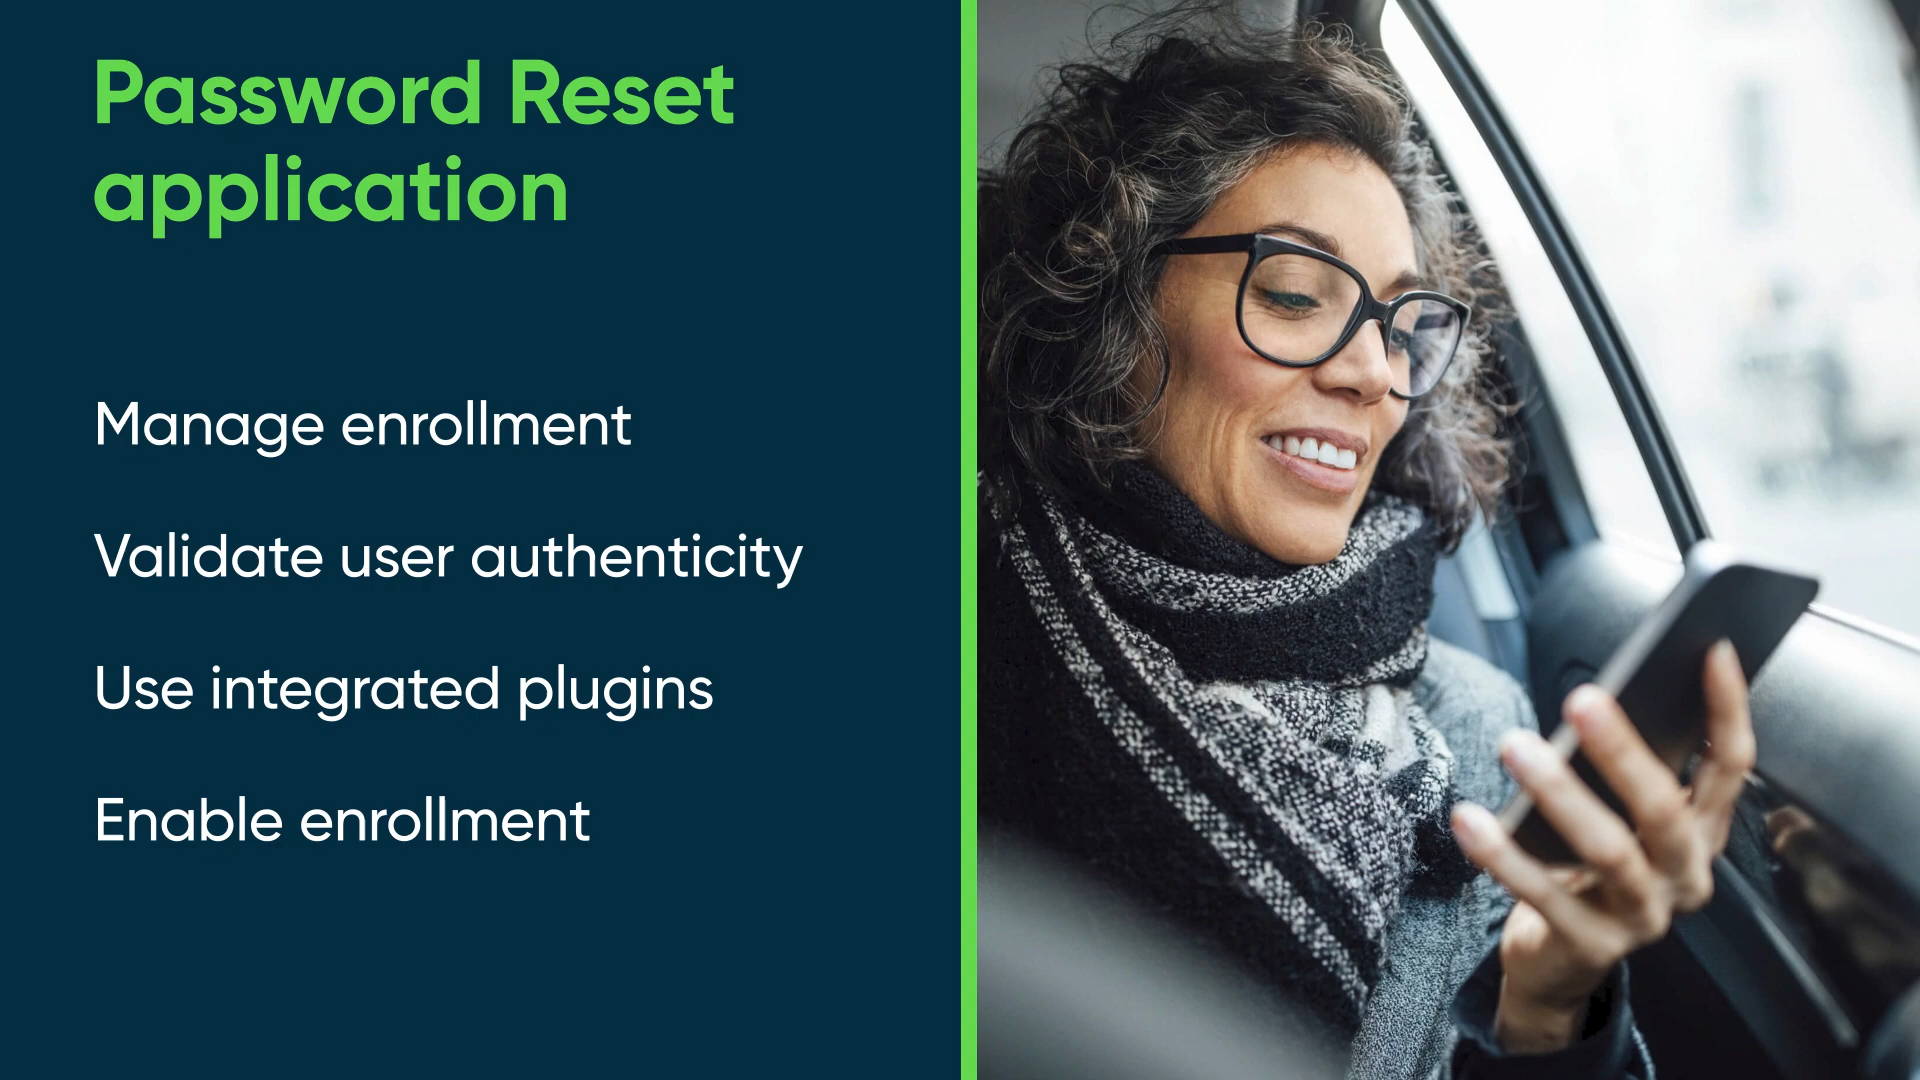 Password Reset
application
Manage enrollment
Validate user authenticity
Use integrated plugins
Enable enrollment